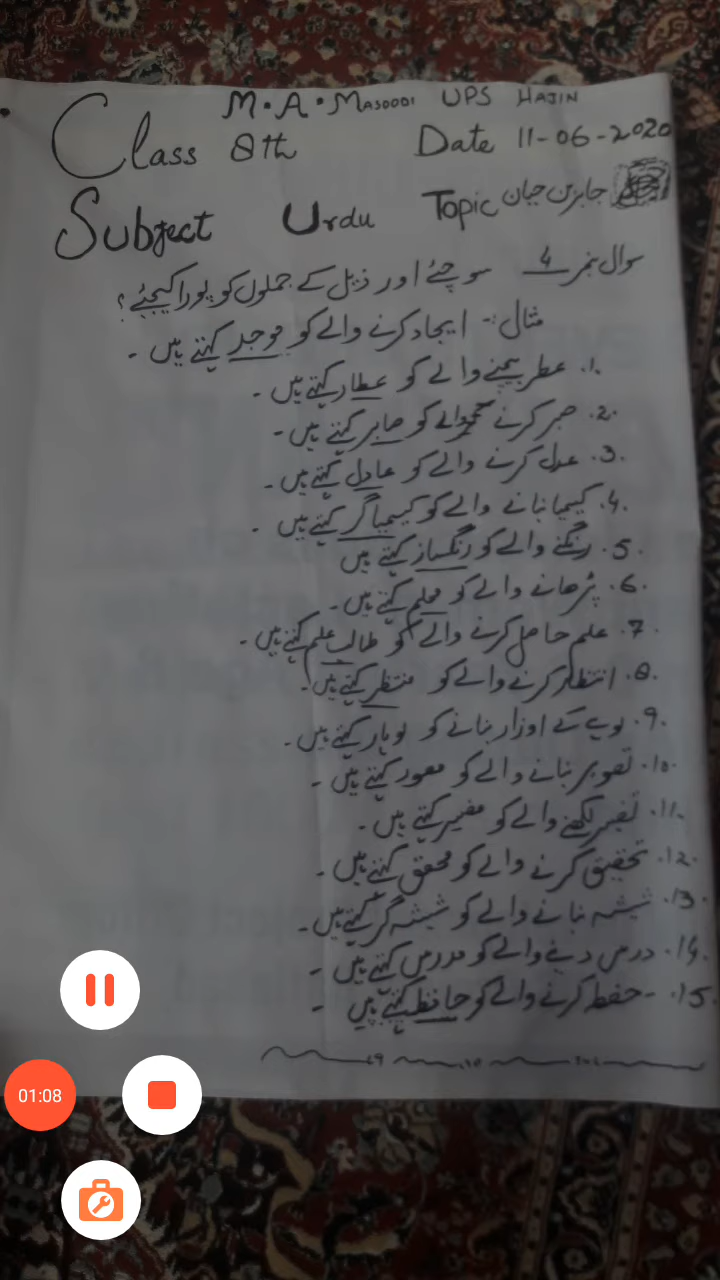 M.A. MASOODI UPS HAJIN
Class 8th Date 11-06-2020
Subject Urdu Topic جابر بن حیان
سوال نمبر 4 سوچئے اور ذیل کے جملوں کو پورا کیجئے؟
مثال:- ایجاد کرنے والے کو موجد کہتے ہیں۔
1. عطر بیچنے والے کو عطار کہتے ہیں۔
2. صبر کرنے والے کو صابر کہتے ہیں۔
3. عدل کرنے والے کو عادل کہتے ہیں۔
4. کیمیا بنانے والے کو کیمیاگر کہتے ہیں۔
5. رنگنے والے کو رنگساز کہتے ہیں
6. پڑھانے والے کو معلم کہتے ہیں۔
7. علم حاصل کرنے والے کو طالب علم کہتے ہیں۔
8. انتظار کرنے والے کو منتظر کہتے ہیں۔
9. لوہے کے اوزار بنانے کو لوہار کہتے ہیں۔
10. تصویر بنانے والے کو مصور کہتے ہیں۔
11. تفسیر لکھنے والے کو مفسر کہتے ہیں۔
12. تحقیق کرنے والے کو محقق کہتے ہیں۔
13. شیشہ بنانے والے کو شیشہ گر کہتے ہیں۔
14. درس دینے والے کو مدرس کہتے ہیں۔
15. حفظ کرنے والے کو حافظ کہتے ہیں۔
01:08